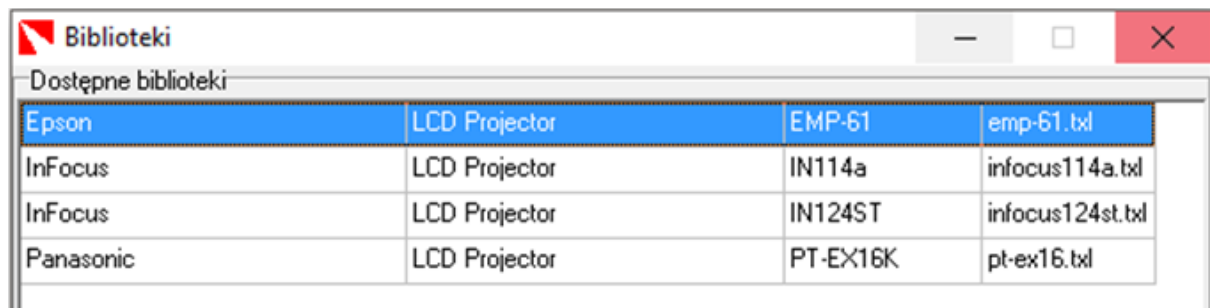 Biblioteki
Dostępne biblioteki
Epson LCD Projector EMP-61 emp-61.txl
InFocus LCD Projector IN114a infocus114a.txl
InFocus LCD Projector IN124ST infocus124st.txl
Panasonic LCD Projector PT-EX16K pt-ex16.txl